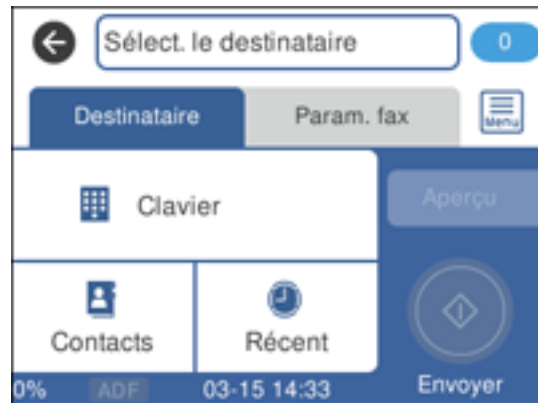 Sélect. le destinataire
0
Destinataire
Param. fax
Menu
Clavier
Aperçu
Contacts
Récent
0%
ADF
03-15 14:33
Envoyer